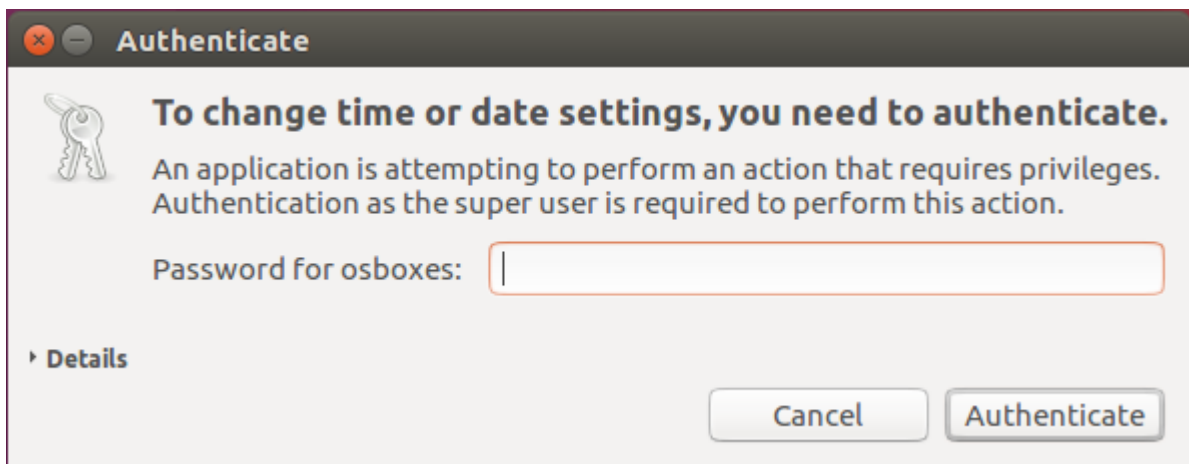 Authenticate
To change time or date settings, you need to authenticate.
An application is attempting to perform an action that requires privileges.
Authentication as the super user is required to perform this action.
Password for osboxes:
Details
Cancel Authenticate